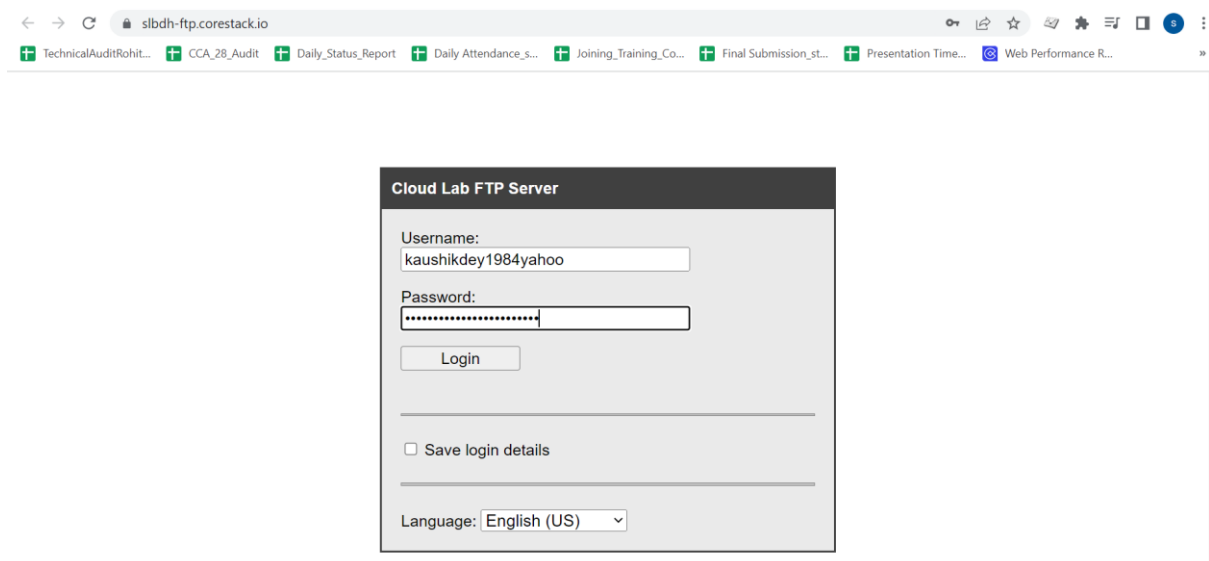 slbdh-ftp.corestack.io
TechnicalAuditRohit... CCA_28_Audit Daily_Status_Report Daily Attendance_s... Joining_Training_Co... Final Submission_st... Presentation Time... Web Performance R... »
Cloud Lab FTP Server
Username:
kaushikdey1984yahoo
Password:
••••••••••••••••••••••••
Login
Save login details
Language: English (US)